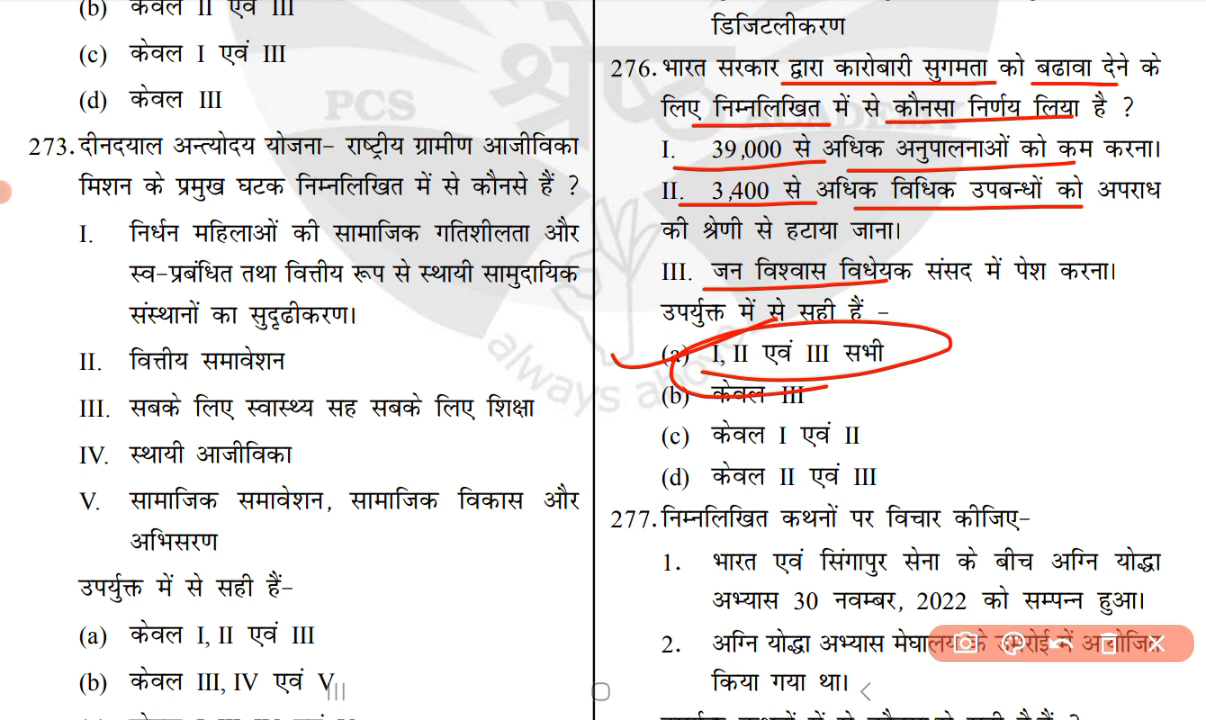 (b) केवल II एवं III
(c) केवल I एवं III
(d) केवल III
273. दीनदयाल अन्त्योदय योजना- राष्ट्रीय ग्रामीण आजीविका
मिशन के प्रमुख घटक निम्नलिखित में से कौनसे हैं ?
I. निर्धन महिलाओं की सामाजिक गतिशीलता और
स्व-प्रबंधित तथा वित्तीय रूप से स्थायी सामुदायिक
संस्थानों का सुदृढीकरण।
II. वित्तीय समावेशन
III. सबके लिए स्वास्थ्य सह सबके लिए शिक्षा
IV. स्थायी आजीविका
V. सामाजिक समावेशन, सामाजिक विकास और
अभिसरण
उपर्युक्त में से सही हैं-
(a) केवल I, II एवं III
(b) केवल III, IV एवं V
डिजिटलीकरण
276. भारत सरकार द्वारा कारोबारी सुगमता को बढावा देने के
लिए निम्नलिखित में से कौनसा निर्णय लिया है ?
I. 39,000 से अधिक अनुपालनाओं को कम करना।
II. 3,400 से अधिक विधिक उपबन्धों को अपराध
की श्रेणी से हटाया जाना।
III. जन विश्वास विधेयक संसद में पेश करना।
उपर्युक्त में से सही हैं -
(a) I, II एवं III सभी
(b) केवल III
(c) केवल I एवं II
(d) केवल II एवं III
277. निम्नलिखित कथनों पर विचार कीजिए-
1. भारत एवं सिंगापुर सेना के बीच अग्नि योद्धा
अभ्यास 30 नवम्बर, 2022 को सम्पन्न हुआ।
2. अग्नि योद्धा अभ्यास मेघालय के उमरोई में आयोजित
किया गया था।
PCS
श्रेष्ठ
ACADEMY
always